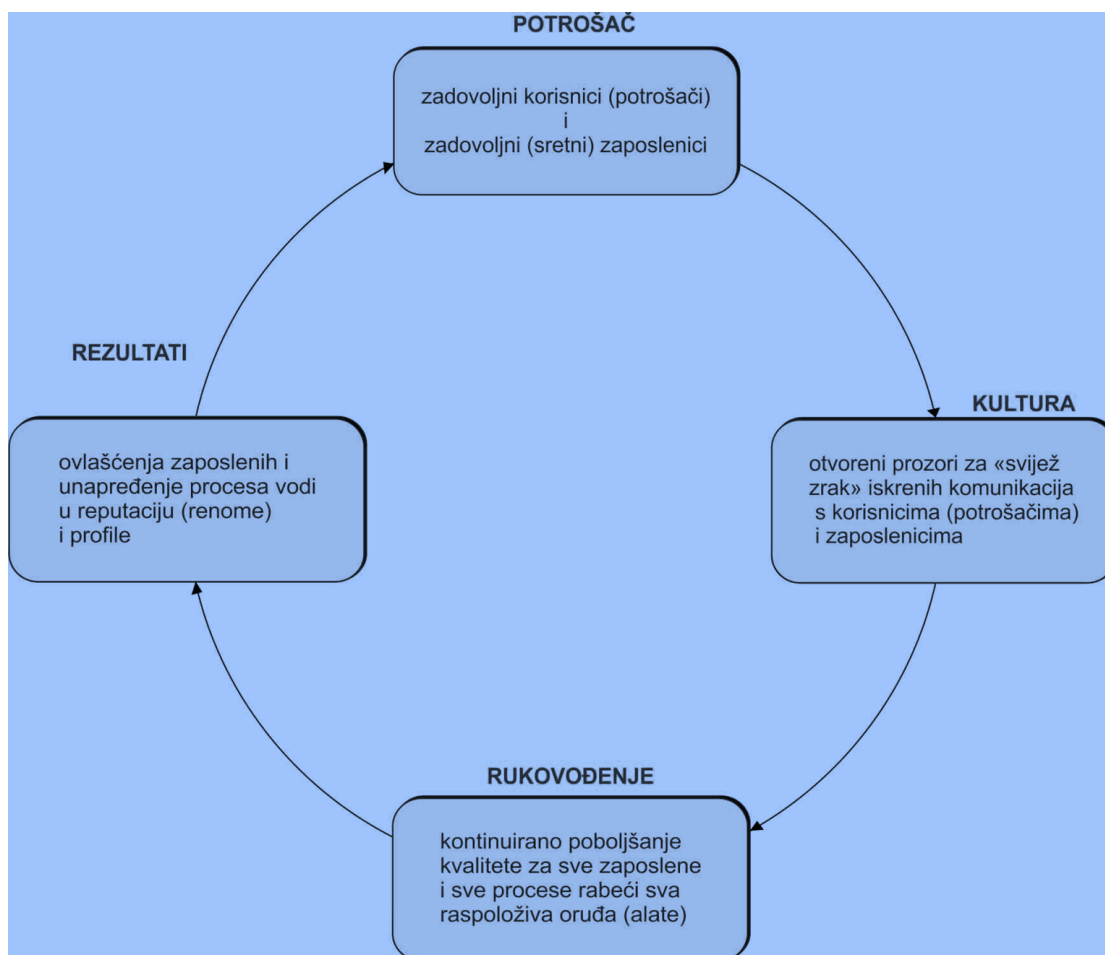 POTROŠAČ
zadovoljni korisnici (potrošači)
i
zadovoljni (sretni) zaposlenici
REZULTATI
ovlašćenja zaposlenih i
unapređenje procesa vodi
u reputaciju (renome)
i profile
KULTURA
otvoreni prozori za «svijež
zrak» iskrenih komunikacija
s korisnicima (potrošačima)
i zaposlenicima
RUKOVOĐENJE
kontinuirano poboljšanje
kvalitete za sve zaposlene
i sve procese rabeći sva
raspoloživa oruđa (alate)